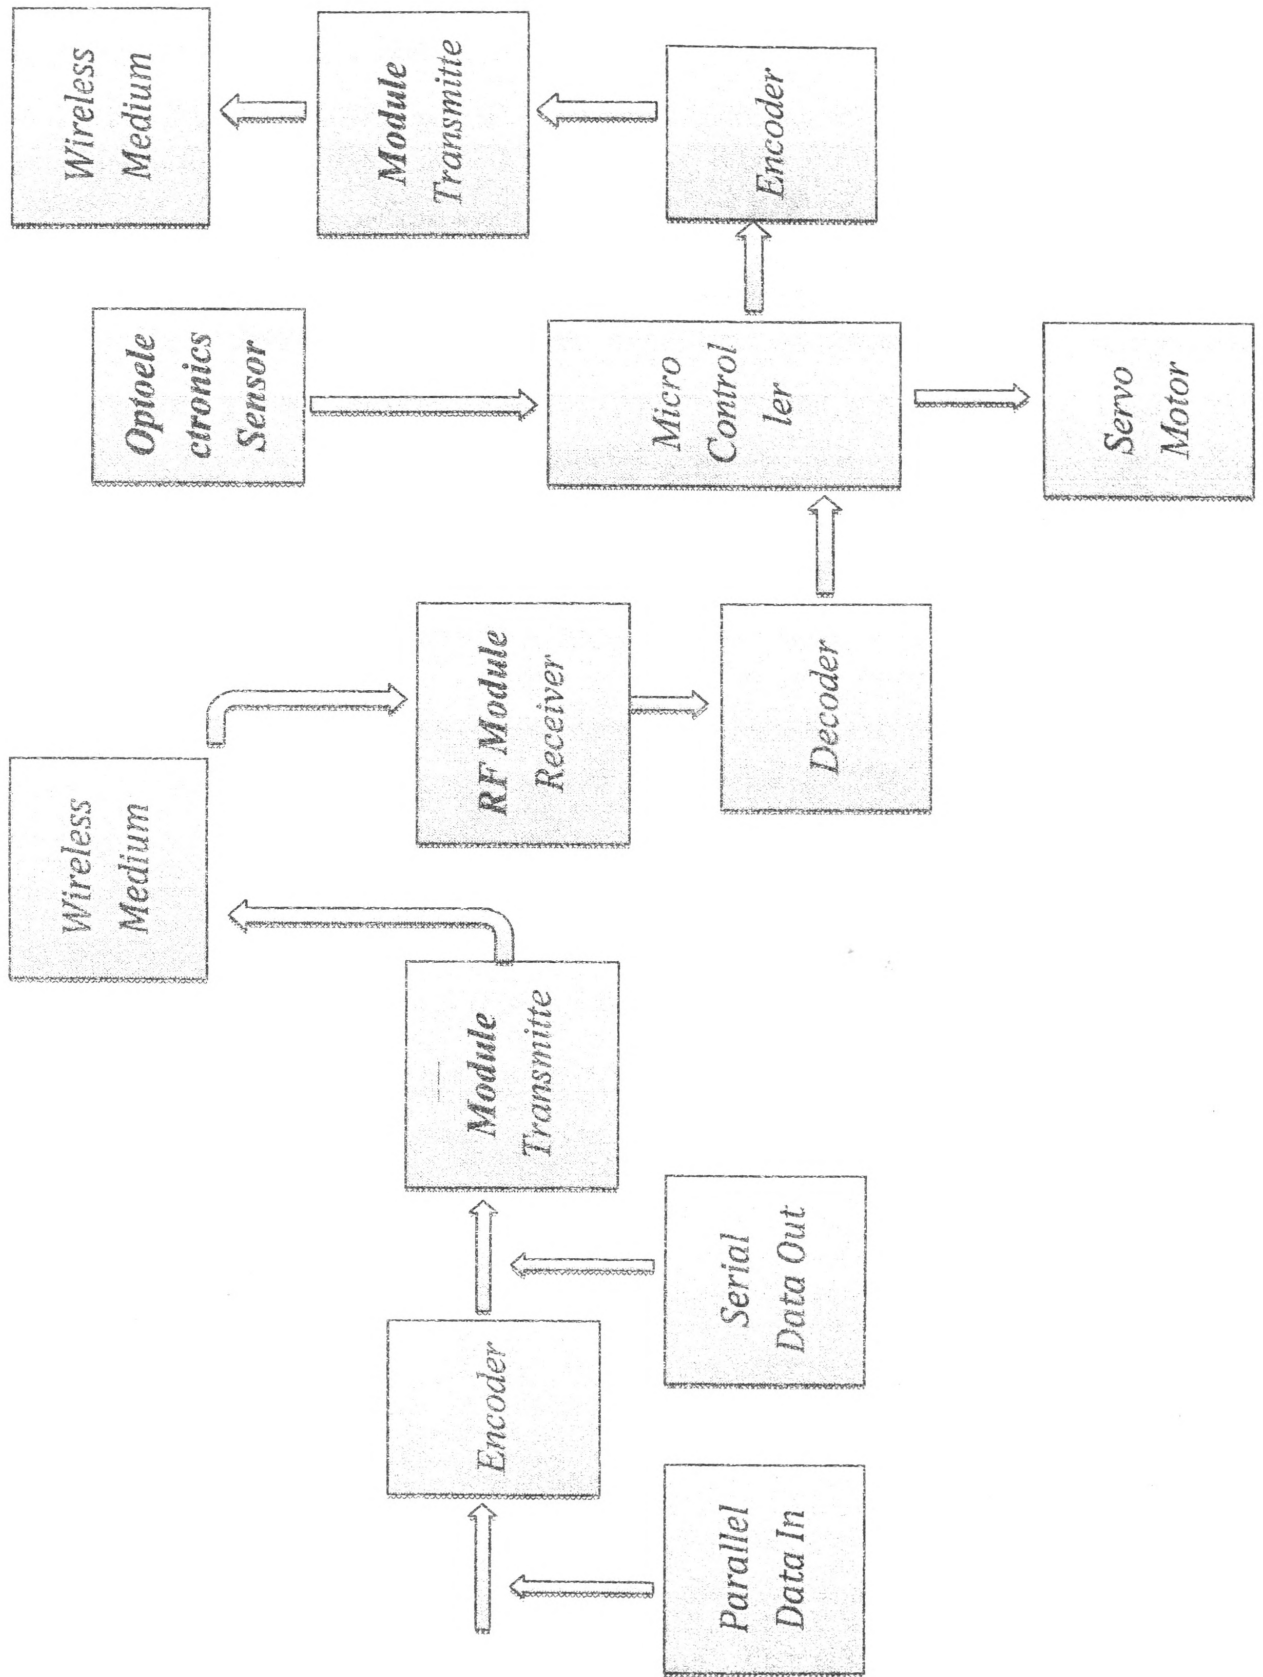 Parallel
Data In
Encoder
Serial
Data Out
Module
Transmitte
Wireless
Medium
RF Module
Receiver
Decoder
Optoele
ctronics
Sensor
Micro
Control
ler
Servo
Motor
Encoder
Module
Transmitte
Wireless
Medium